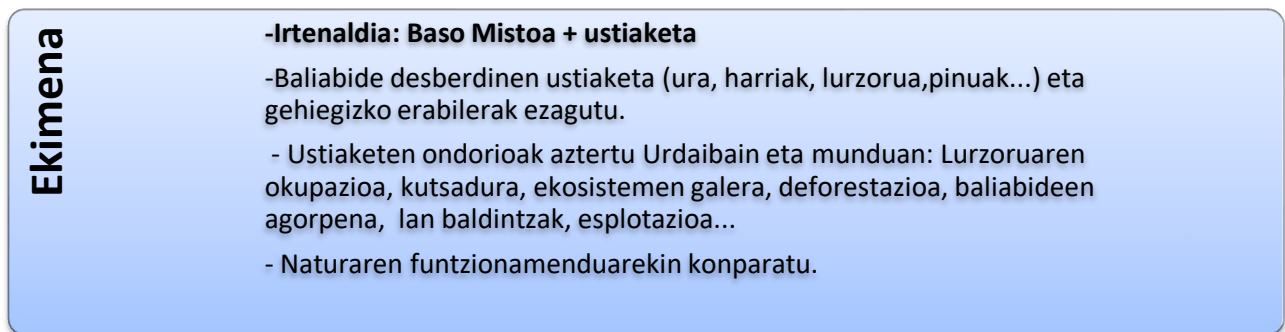 Ekimena
-Irtenaldia: Baso Mistoa + ustiaketa
-Baliabide desberdinen ustiaketa (ura, harriak, lurzorua,pinuak...) eta
gehiegizko erabilerak ezagutu.
- Ustiaketen ondorioak aztertu Urdaibain eta munduan: Lurzoruaren
okupazioa, kutsadura, ekosistemen galera, deforestazioa, baliabideen
agorpena, lan baldintzak, esplotazioa...
- Naturaren funtzionamenduarekin konparatu.